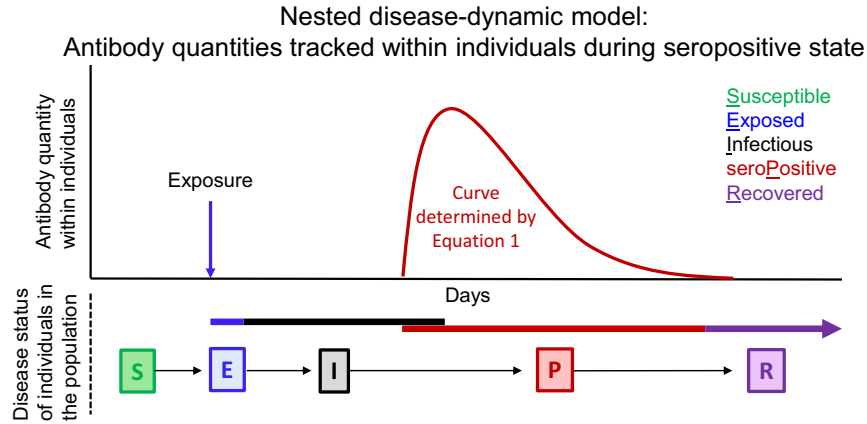 Nested disease-dynamic model:
Antibody quantities tracked within individuals during seropositive state
Antibody quantity
within individuals
Exposure
Curve
determined by
Equation 1
Susceptible
Exposed
Infectious
seroPositive
Recovered
Days
Disease status
of individuals in
the population
S
E
I
P
R